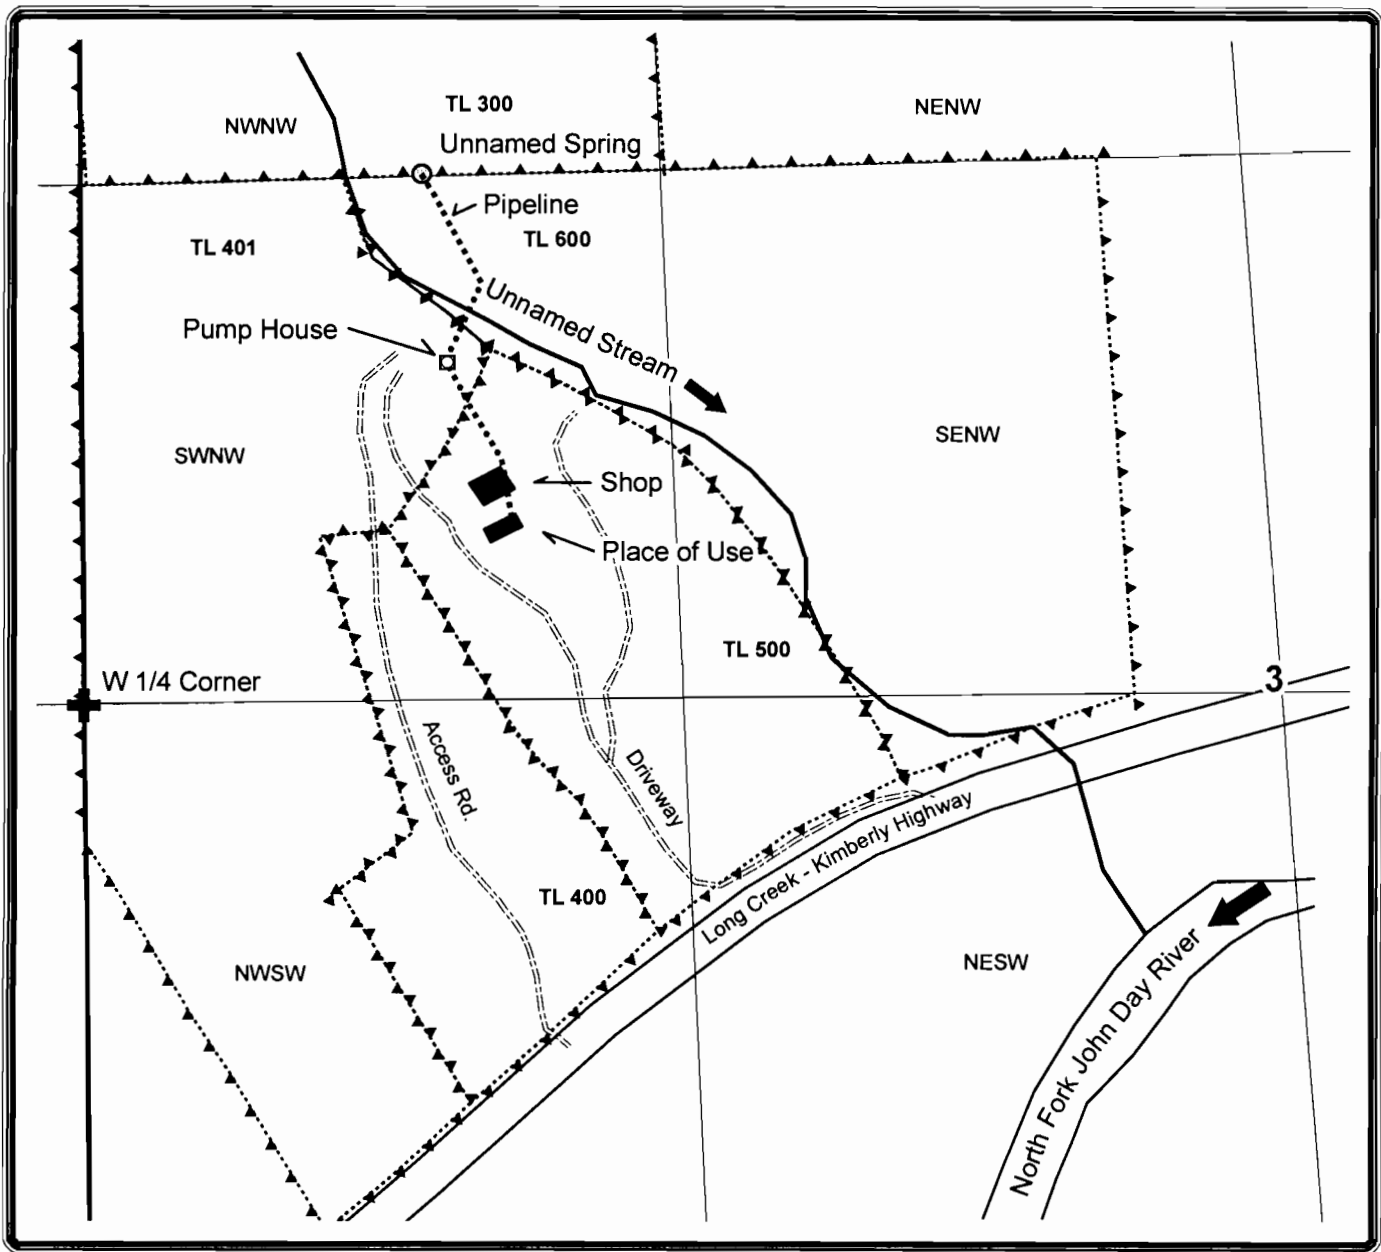 TL 300
NENW
NWNW
Unnamed Spring
Pipeline
TL 600
TL 401
Unnamed Stream
Pump House
SENW
SWNW
Shop
Place of Use
TL 500
3
W 1/4 Corner
Access Rd.
Driveway
Long Creek - Kimberly Highway
TL 400
NWSW
NESW
North Fork John Day River